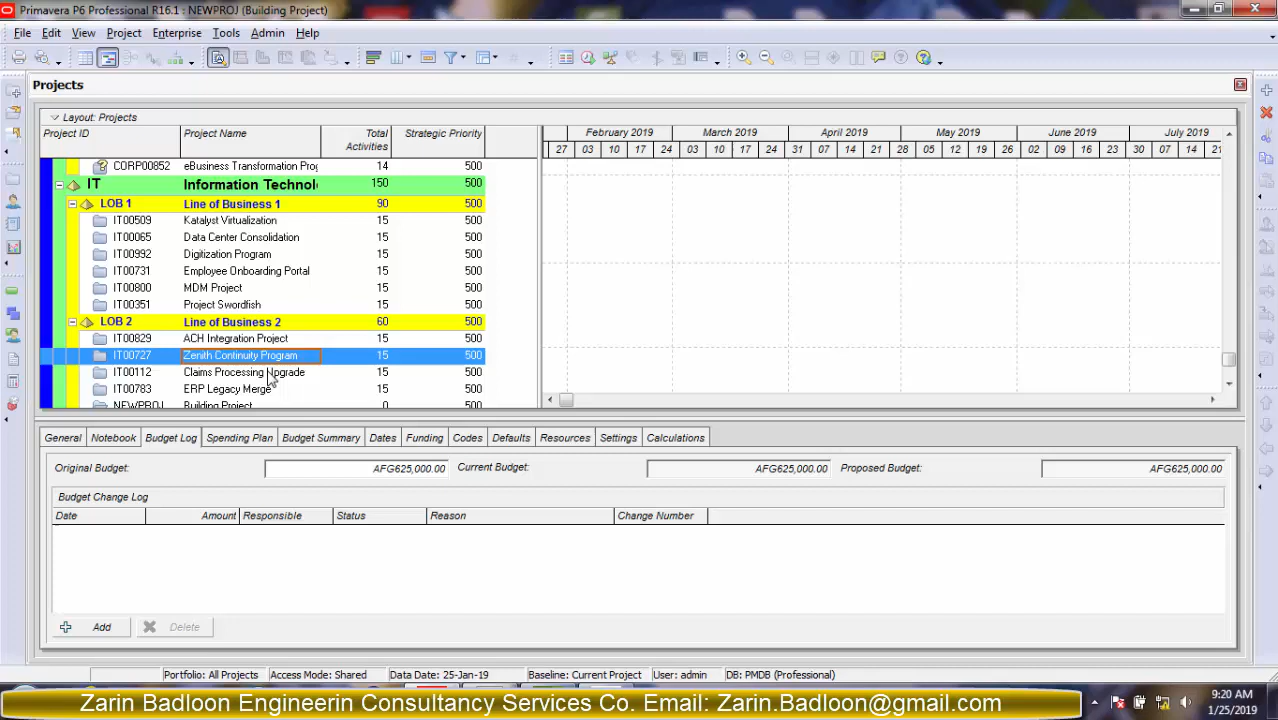 Primavera P6 Professional R16.1 : NEWPROJ (Building Project)
File Edit View Project Enterprise Tools Admin Help
Projects
Layout: Projects
Project ID Project Name Total Activities Strategic Priority
February 2019 March 2019 April 2019 May 2019 June 2019 July 2019
27 03 10 17 24 03 10 17 24 31 07 14 21 28 05 12 19 26 02 09 16 23 30 07 14 21
CORP00852 eBusiness Transformation Prog 14 500
IT Information Technol 150 500
LOB 1 Line of Business 1 90 500
IT00509 Katalyst Virtualization 15 500
IT00065 Data Center Consolidation 15 500
IT00992 Digitization Program 15 500
IT00731 Employee Onboarding Portal 15 500
IT00800 MDM Project 15 500
IT00351 Project Swordfish 15 500
LOB 2 Line of Business 2 60 500
IT00829 ACH Integration Project 15 500
IT00727 Zenith Continuity Program 15 500
IT00112 Claims Processing Upgrade 15 500
IT00783 ERP Legacy Merge 15 500
NEWPROJ Building Project 0 500
General Notebook Budget Log Spending Plan Budget Summary Dates Funding Codes Defaults Resources Settings Calculations
Original Budget: AFG625,000.00 Current Budget: AFG625,000.00 Proposed Budget: AFG625,000.00
Budget Change Log
Date Amount Responsible Status Reason Change Number
Add Delete
Portfolio: All Projects Access Mode: Shared Data Date: 25-Jan-19 Baseline: Current Project User: admin DB: PMDB (Professional)
Zarin Badloon Engineerin Consultancy Services Co. Email: Zarin.Badloon@gmail.com
9:20 AM
1/25/2019